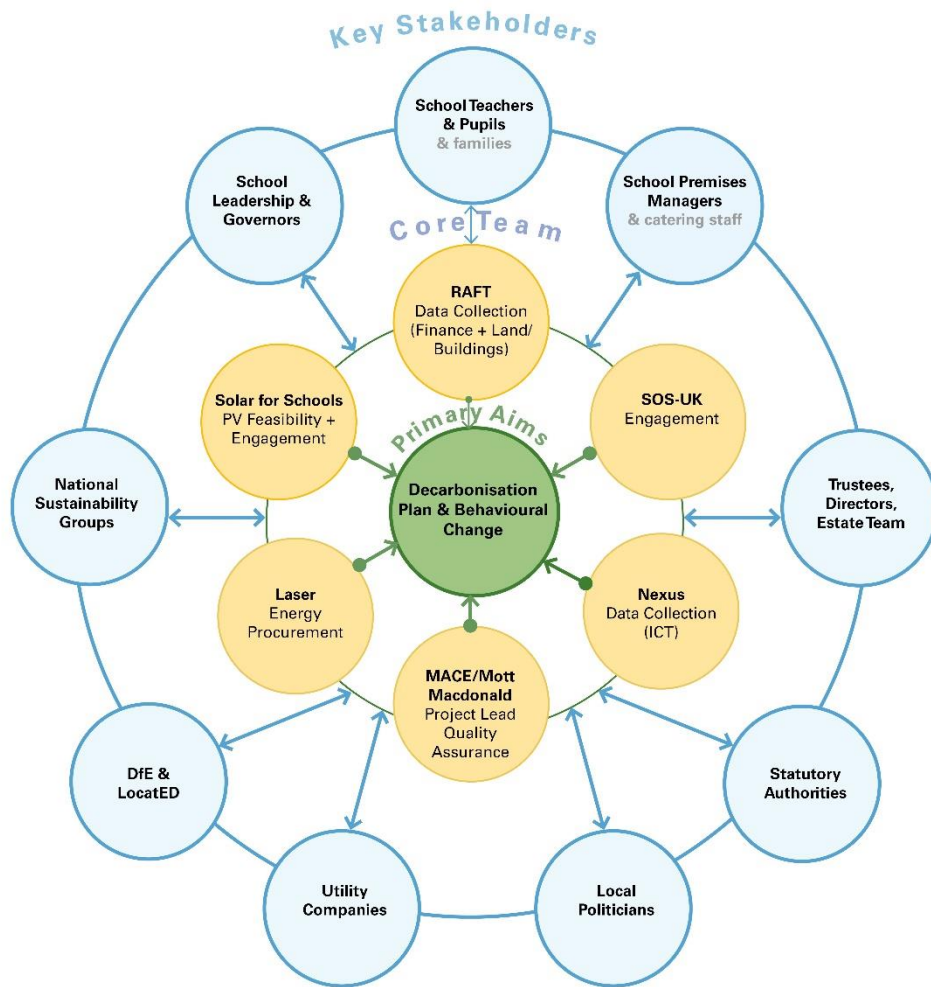 Key Stakeholders
School Teachers
& Pupils
& families
School
Leadership &
Governors
School Premises
Managers
& catering staff
Core Team
RAFT
Data Collection
(Finance + Land/
Buildings)
Solar for Schools
PV Feasibility +
Engagement
SOS-UK
Engagement
Primary Aims
Decarbonisation
Plan & Behavioural
Change
National
Sustainability
Groups
Trustees,
Directors,
Estate Team
Laser
Energy
Procurement
Nexus
Data Collection
(ICT)
MACE/Mott
Macdonald
Project Lead
Quality
Assurance
DfE &
LocatED
Statutory
Authorities
Utility
Companies
Local
Politicians